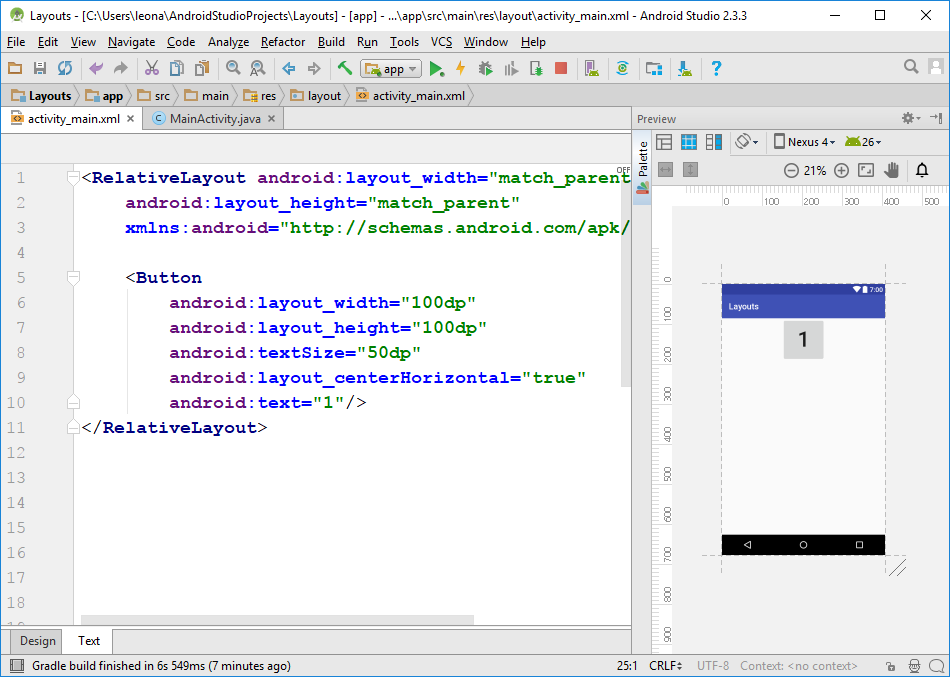 Layouts - [C:\Users\leona\AndroidStudioProjects\Layouts] - [app] - ...\app\src\main\res\layout\activity_main.xml - Android Studio 2.3.3
File Edit View Navigate Code Analyze Refactor Build Run Tools VCS Window Help
app
Layouts app src main res layout activity_main.xml
activity_main.xml MainActivity.java
Preview
Palette
Nexus 4 26
21%
OFF
1 <RelativeLayout android:layout_width="match_parent
2 android:layout_height="match_parent"
3 xmlns:android="http://schemas.android.com/apk/
4
5 <Button
6 android:layout_width="100dp"
7 android:layout_height="100dp"
8 android:textSize="50dp"
9 android:layout_centerHorizontal="true"
10 android:text="1"/>
11 </RelativeLayout>
12
13
14
15
16
17
18
0 100 200 300 400 500
0
100
200
300
400
500
600
700
800
900
7:00
Layouts
1
Design Text
Gradle build finished in 6s 549ms (7 minutes ago) 25:1 CRLF UTF-8 Context: <no context>